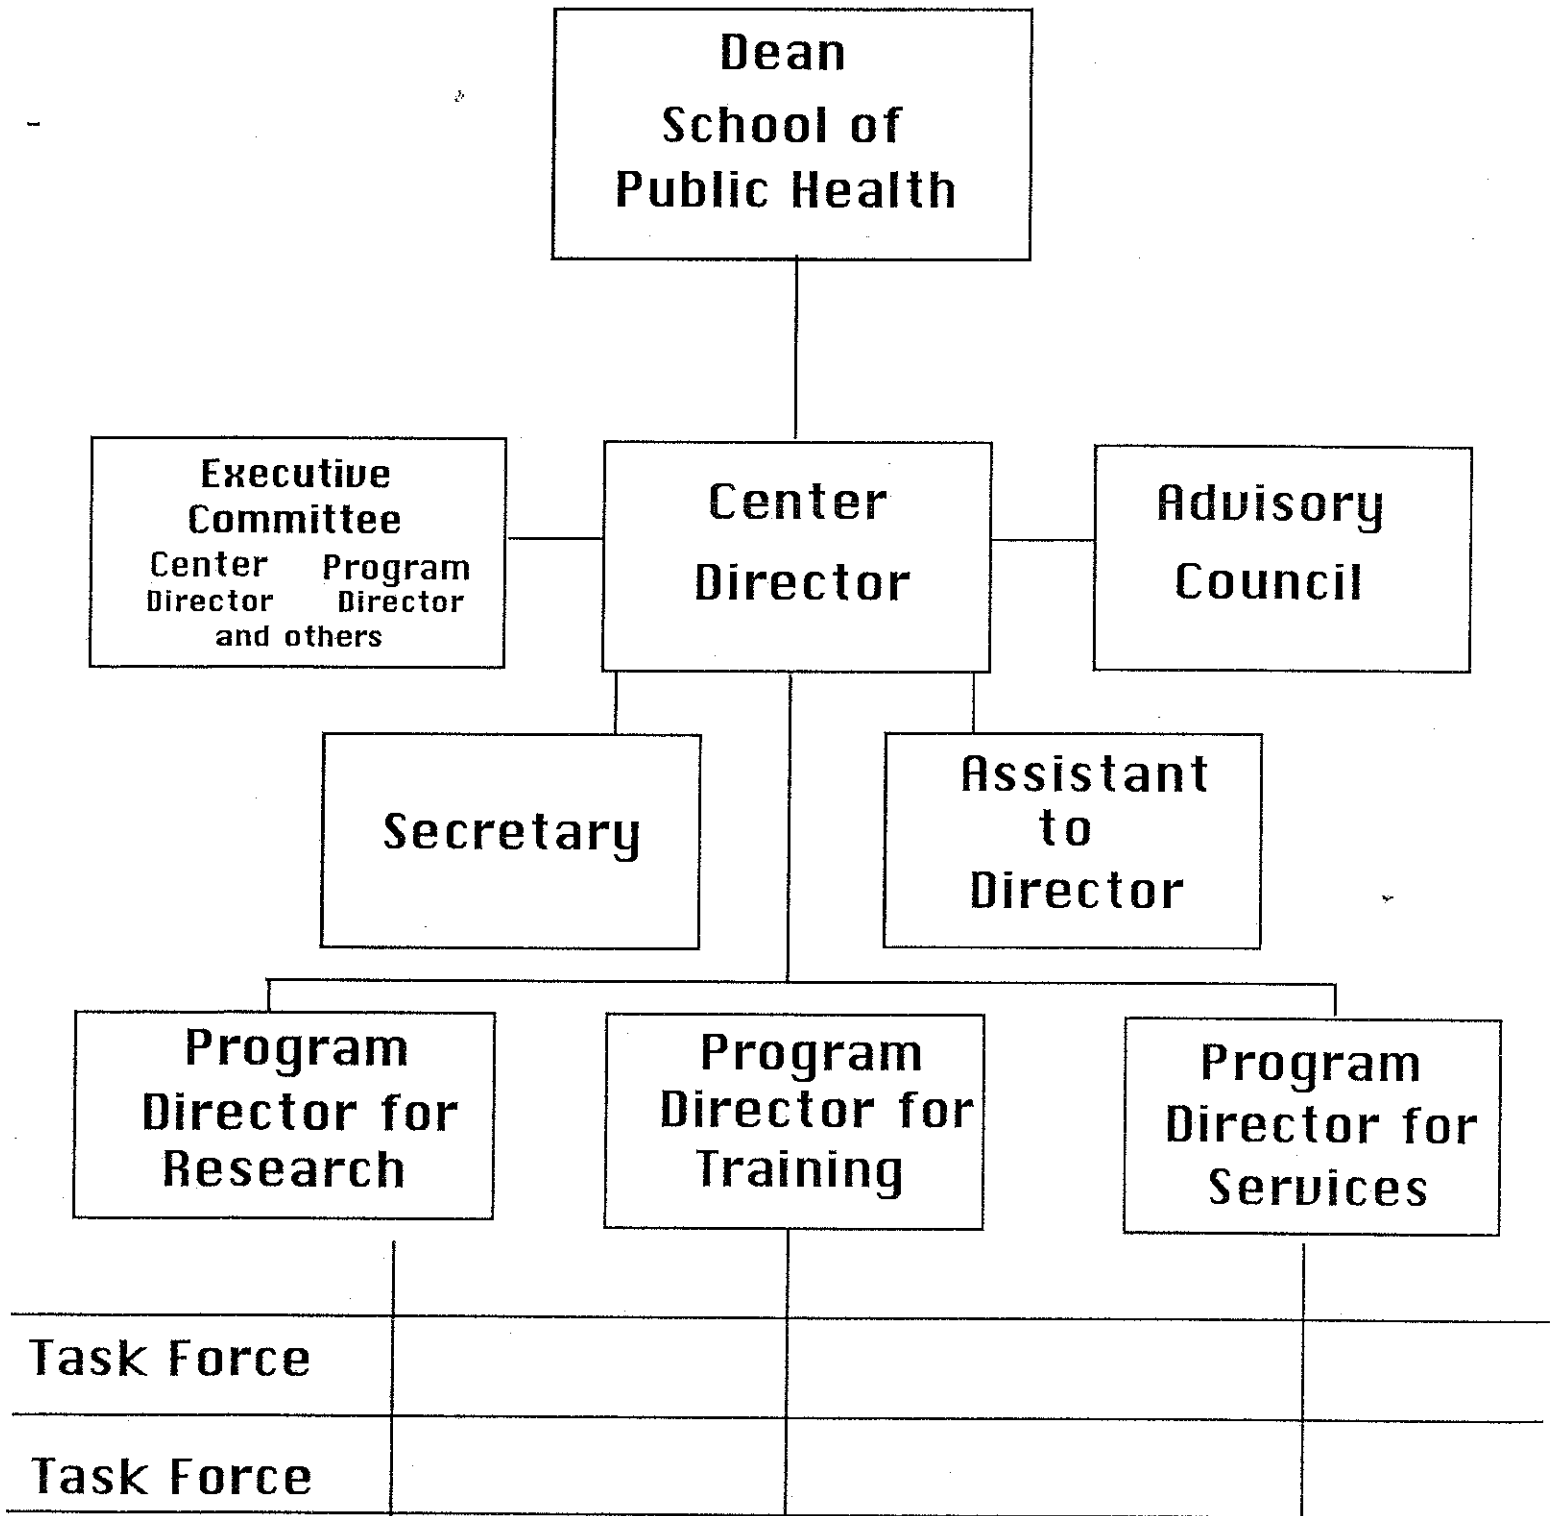 Dean
School of
Public Health
Executive
Committee
Center Program
Director Director
and others
Center
Director
Advisory
Council
Secretary
Assistant
to
Director
Program
Director for
Research
Program
Director for
Training
Program
Director for
Services
Task Force
Task Force